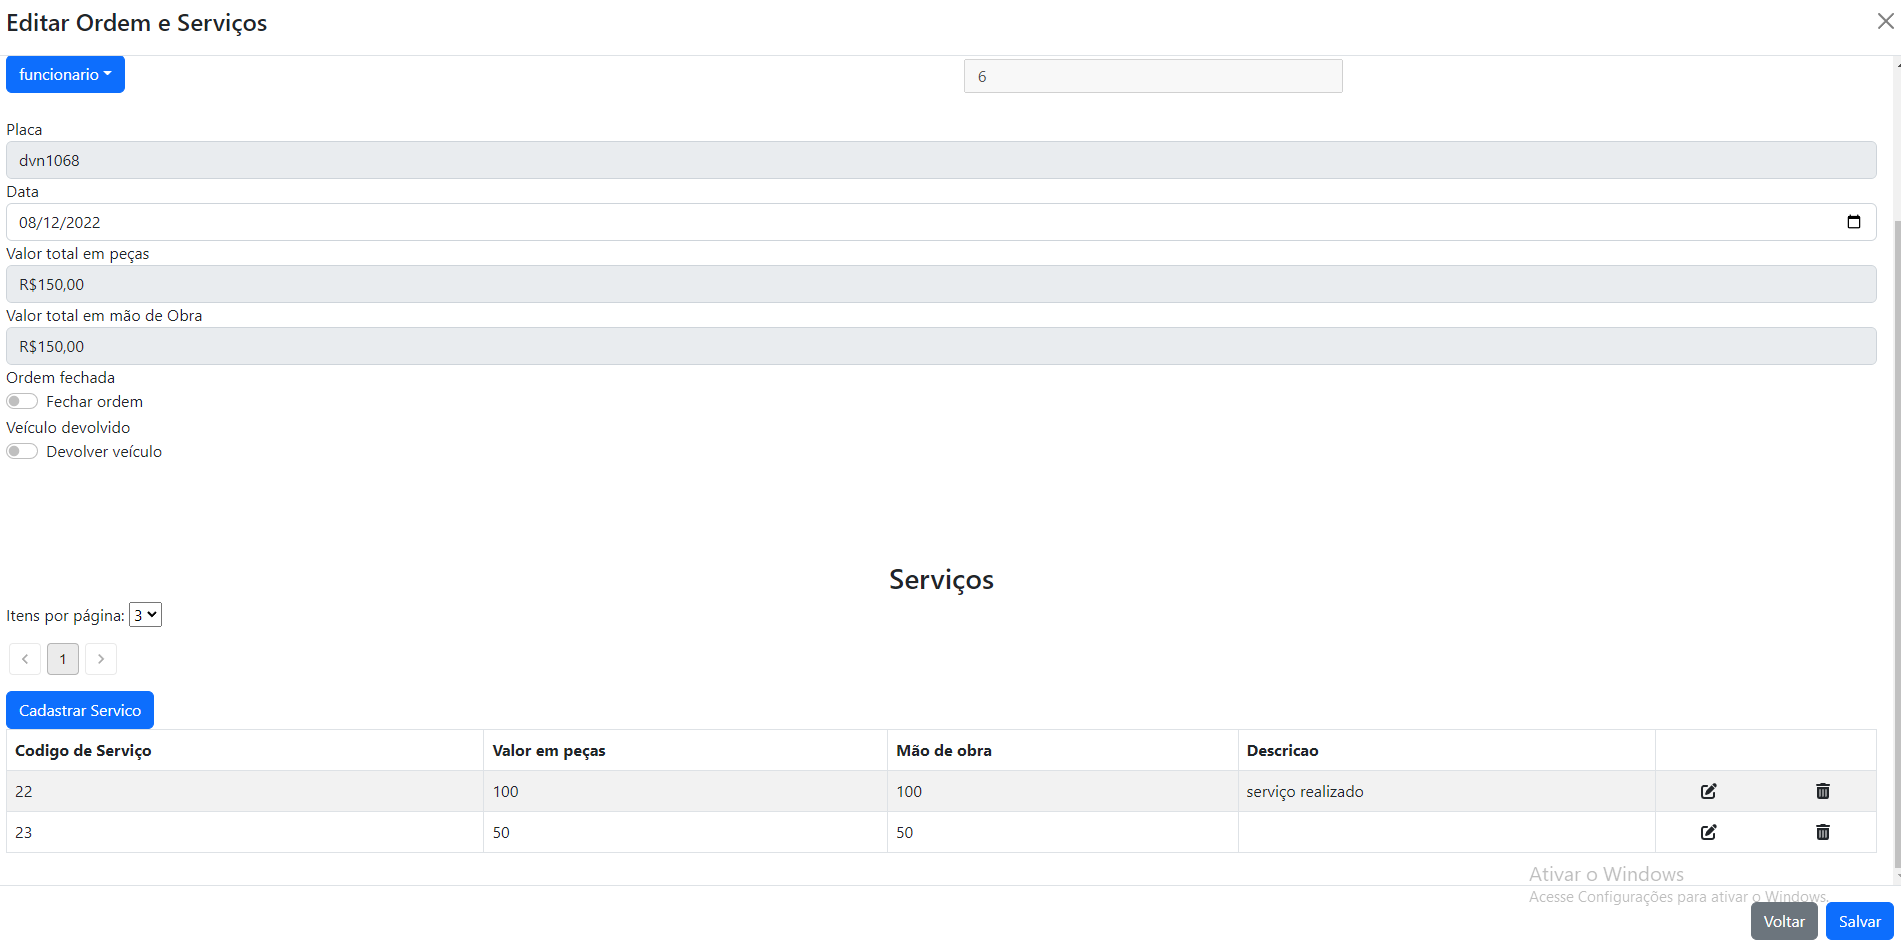 Editar Ordem e Serviços
funcionario
6
Placa
dvn1068
Data
08/12/2022
Valor total em peças
R$150,00
Valor total em mão de Obra
R$150,00
Ordem fechada
Fechar ordem
Veículo devolvido
Devolver veículo
Serviços
Itens por página: 3
1
Cadastrar Servico
Codigo de Serviço Valor em peças Mão de obra Descricao
22 100 100 serviço realizado
23 50 50
Ativar o Windows
Acesse Configurações para ativar o Windows.
Voltar Salvar